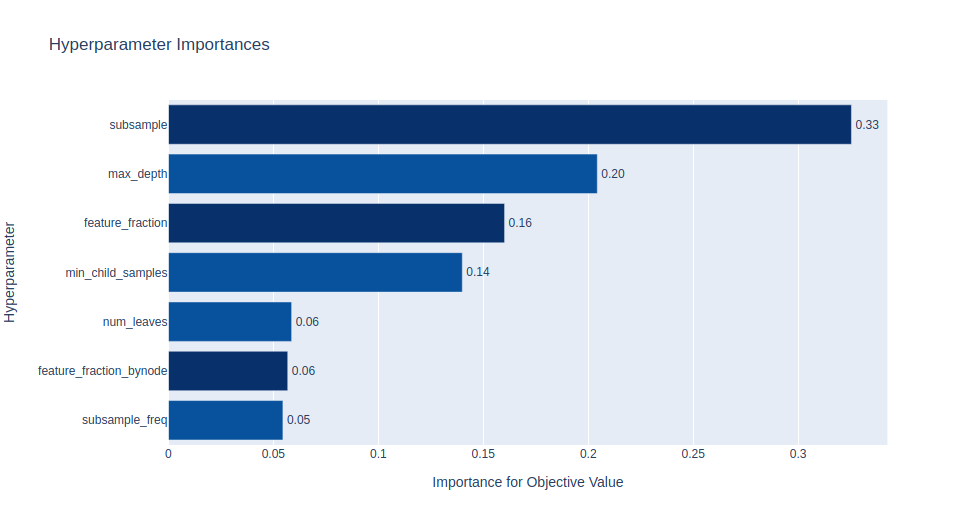 Hyperparameter Importances
Hyperparameter
subsample 0.33
max_depth 0.20
feature_fraction 0.16
min_child_samples 0.14
num_leaves 0.06
feature_fraction_bynode 0.06
subsample_freq 0.05
0 0.05 0.1 0.15 0.2 0.25 0.3
Importance for Objective Value